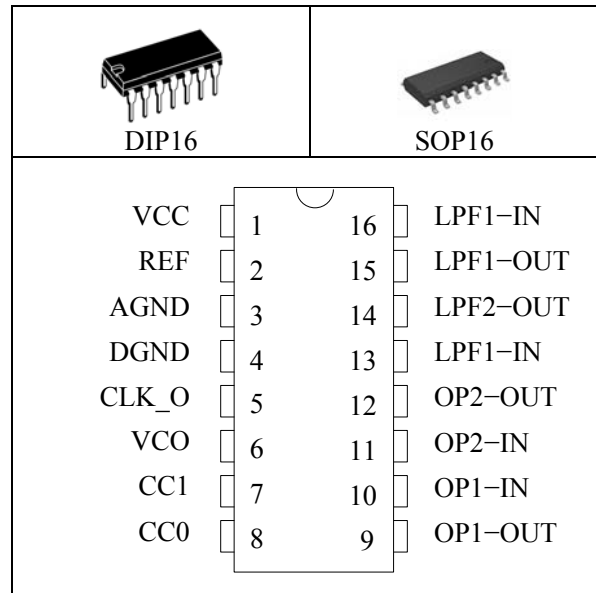 DIP16 SOP16
VCC 1 16 LPF1−IN
REF 2 15 LPF1−OUT
AGND 3 14 LPF2−OUT
DGND 4 13 LPF1−IN
CLK_O 5 12 OP2−OUT
VCO 6 11 OP2−IN
CC1 7 10 OP1−IN
CC0 8 9 OP1−OUT